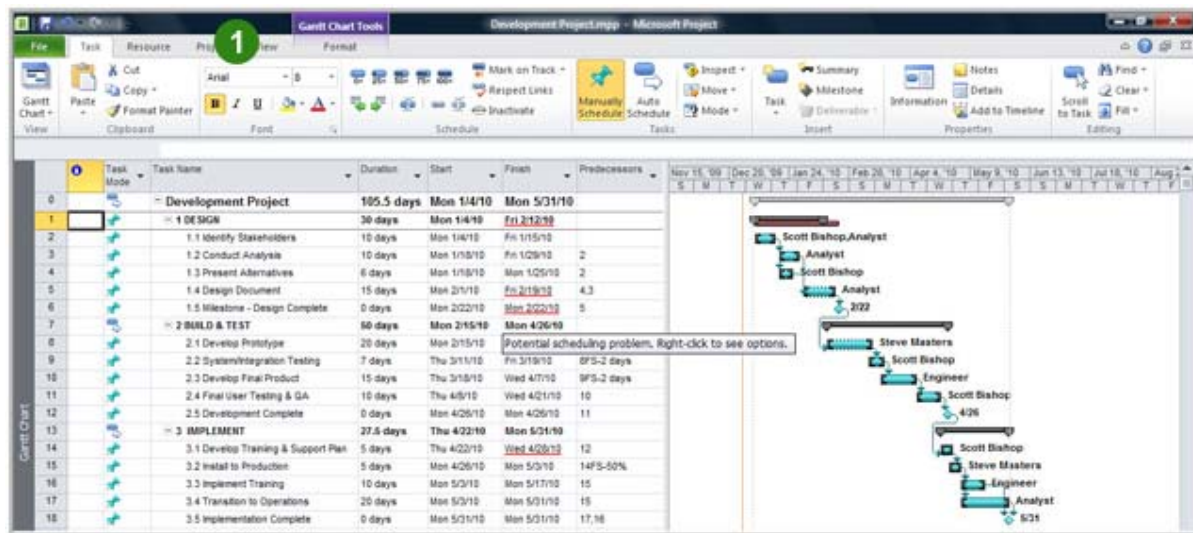 Gantt Chart Tools
Development Project.mpp - Microsoft Project
File Task Resource 1 View Format
Cut
Copy
Format Painter
Paste
Gantt Chart
View
Clipboard
Arial 8
B I U A
Font
Mark on Track
Respect Links
Inactivate
Schedule
Manually Schedule
Auto Schedule
Inspect
Move
Mode
Tasks
Task
Summary
Milestone
Deliverable
Insert
Information
Notes
Details
Add to Timeline
Properties
Scroll to Task
Find
Clear
Fill
Editing
Task Mode Task Name Duration Start Finish Predecessors
Nov 15, '09 Dec 20, '09 Jan 24, '10 Feb 28, '10 Apr 4, '10 May 9, '10 Jun 13, '10 Jul 18, '10 Aug
S M T W T F S S M T W T F
0 Development Project 105.5 days Mon 1/4/10 Mon 5/31/10
1 1 DESIGN 30 days Mon 1/4/10 Fri 2/12/10
2 1.1 Identify Stakeholders 10 days Mon 1/4/10 Fri 1/15/10 Scott Bishop,Analyst
3 1.2 Conduct Analysis 10 days Mon 1/18/10 Fri 1/29/10 2 Analyst
4 1.3 Present Alternatives 6 days Mon 1/18/10 Mon 1/25/10 2 Scott Bishop
5 1.4 Design Document 15 days Mon 2/1/10 Fri 2/19/10 4,3 Analyst
6 1.5 Milestone - Design Complete 0 days Mon 2/22/10 Mon 2/22/10 5 2/22
7 2 BUILD & TEST 50 days Mon 2/15/10 Mon 4/26/10
8 2.1 Develop Prototype 20 days Mon 2/15/10 Potential scheduling problem. Right-click to see options. Steve Masters
9 2.2 System/Integration Testing 7 days Thu 3/11/10 Fri 3/19/10 8FS-2 days Scott Bishop
10 2.3 Develop Final Product 15 days Thu 3/18/10 Wed 4/7/10 9FS-2 days Engineer
11 2.4 Final User Testing & QA 10 days Thu 4/8/10 Wed 4/21/10 10 Scott Bishop
12 2.5 Development Complete 0 days Mon 4/26/10 Mon 4/26/10 11 4/26
13 3 IMPLEMENT 27.5 days Thu 4/22/10 Mon 5/31/10
14 3.1 Develop Training & Support Plan 5 days Thu 4/22/10 Wed 4/28/10 12 Scott Bishop
15 3.2 Install to Production 5 days Mon 4/26/10 Mon 5/3/10 14FS-50% Steve Masters
16 3.3 Implement Training 10 days Mon 5/3/10 Mon 5/17/10 15 Engineer
17 3.4 Transition to Operations 20 days Mon 5/3/10 Mon 5/31/10 15 Analyst
18 3.5 Implementation Complete 0 days Mon 5/31/10 Mon 5/31/10 17,16 5/31
Gantt Chart